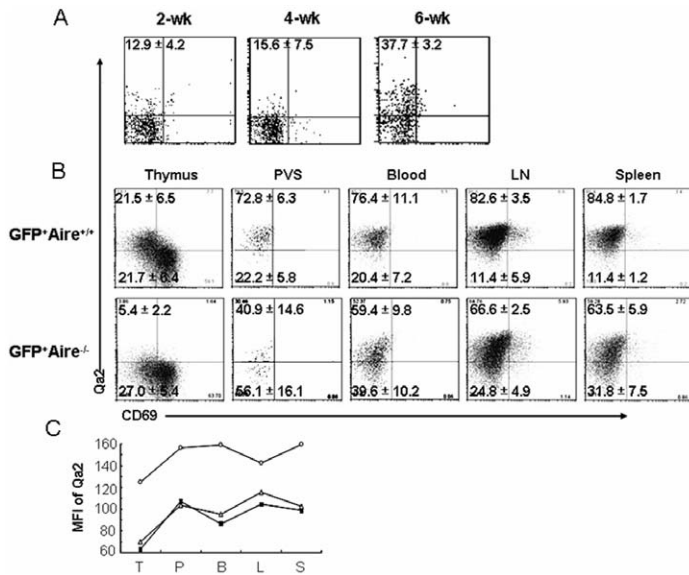 A
2-wk 4-wk 6-wk
12.9 ± 4.2 15.6 ± 7.5 37.7 ± 3.2
B
Thymus PVS Blood LN Spleen
GFP+Aire+/+
21.5 ± 6.5 72.8 ± 6.3 76.4 ± 11.1 82.6 ± 3.5 84.8 ± 1.7
21.7 ± 6.4 22.2 ± 5.8 20.4 ± 7.2 11.4 ± 5.9 11.4 ± 1.2
GFP+Aire-/-
5.4 ± 2.2 40.9 ± 14.6 59.4 ± 9.8 66.6 ± 2.5 63.5 ± 5.9
27.0 ± 5.4 56.1 ± 16.1 39.6 ± 10.2 24.8 ± 4.9 31.8 ± 7.5
Qa2
CD69
C
MFI of Qa2
160
140
120
100
80
60
T P B L S